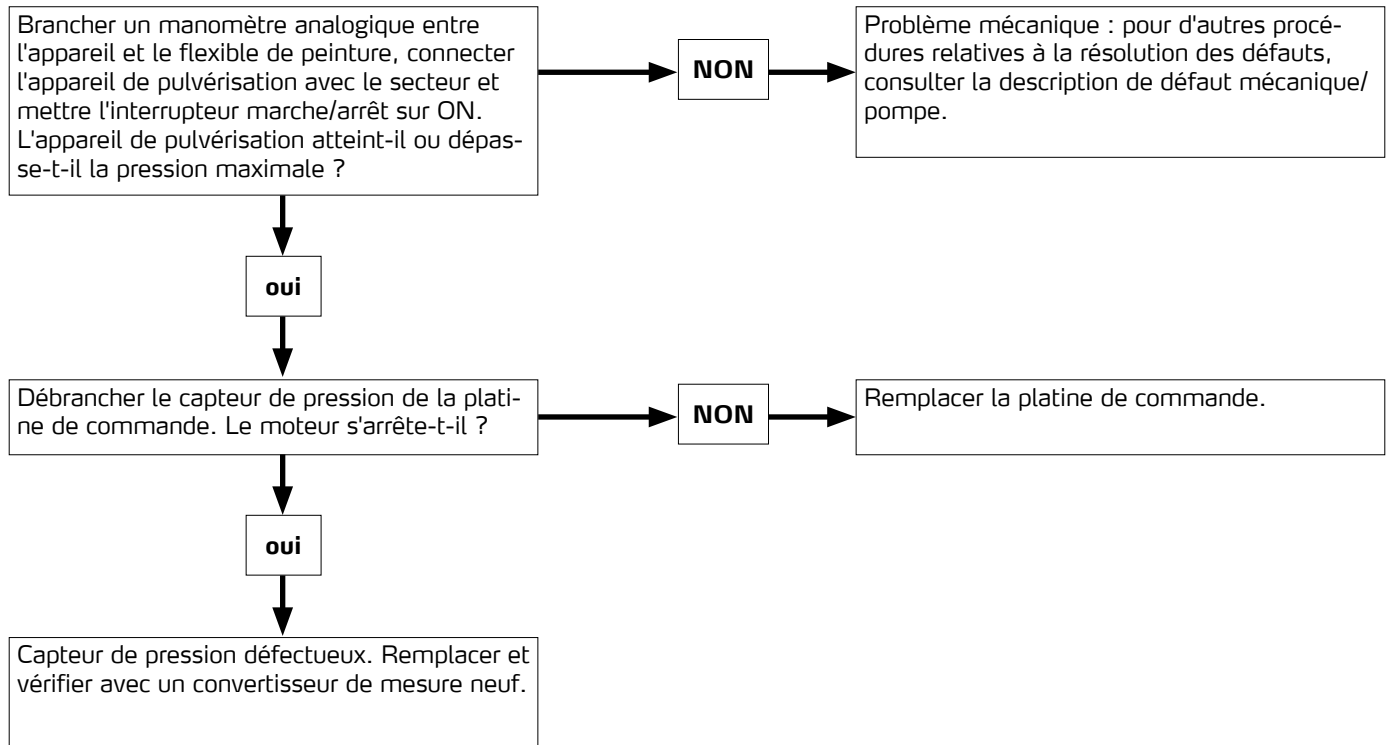 Brancher un manomètre analogique entre
l'appareil et le flexible de peinture, connecter
l'appareil de pulvérisation avec le secteur et
mettre l'interrupteur marche/arrêt sur ON.
L'appareil de pulvérisation atteint-il ou dépas-
se-t-il la pression maximale ?
NON
Problème mécanique : pour d'autres procé-
dures relatives à la résolution des défauts,
consulter la description de défaut mécanique/
pompe.
oui
Débrancher le capteur de pression de la plati-
ne de commande. Le moteur s'arrête-t-il ?
NON
Remplacer la platine de commande.
oui
Capteur de pression défectueux. Remplacer et
vérifier avec un convertisseur de mesure neuf.